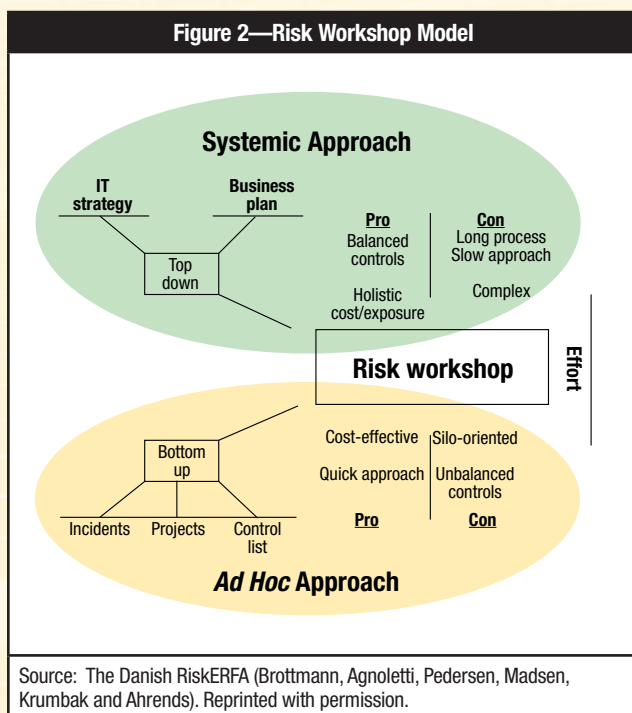 Figure 2—Risk Workshop Model
Systemic Approach
IT
strategy
Business
plan
Top
down
Pro
Balanced
controls
Holistic
cost/exposure
Con
Long process
Slow approach
Complex
Risk workshop
Effort
Bottom
up
Incidents
Projects
Control
list
Cost-effective
Quick approach
Pro
Silo-oriented
Unbalanced
controls
Con
Ad Hoc Approach
Source: The Danish RiskERFA (Brottmann, Agnoletti, Pedersen, Madsen,
Krumbak and Ahrends). Reprinted with permission.